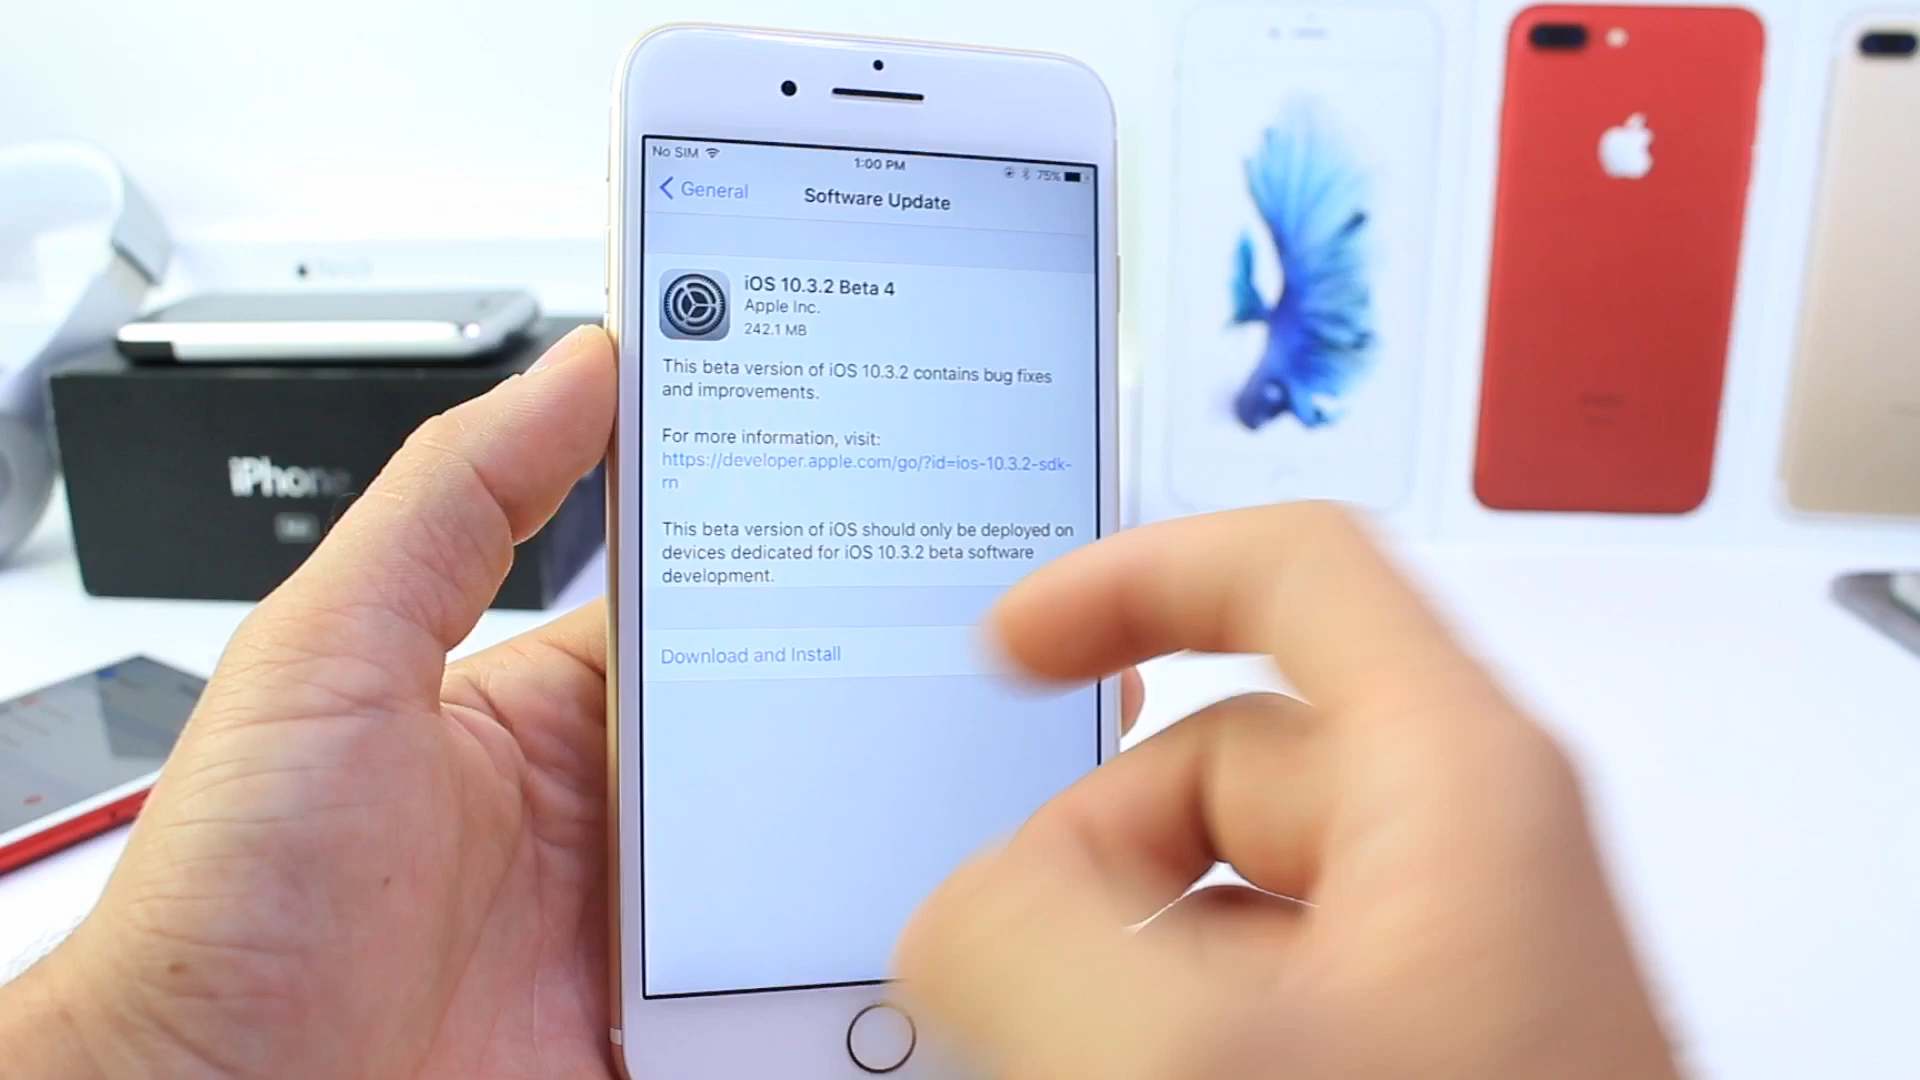 No SIM
1:00 PM
75%
General
Software Update
iOS 10.3.2 Beta 4
Apple Inc.
242.1 MB
This beta version of iOS 10.3.2 contains bug fixes
and improvements.
For more information, visit:
https://developer.apple.com/go/?id=ios-10.3.2-sdk-
rn
This beta version of iOS should only be deployed on
devices dedicated for iOS 10.3.2 beta software
development.
Download and Install
iPhone